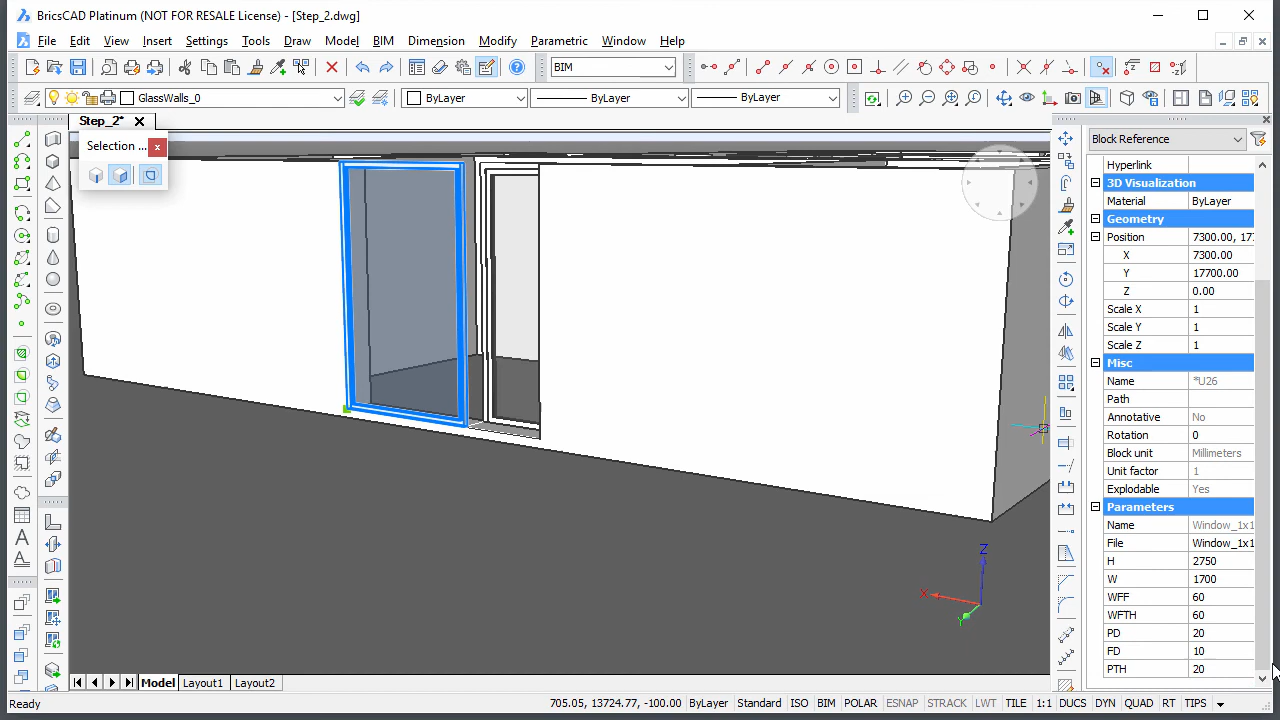 BricsCAD Platinum (NOT FOR RESALE License) - [Step_2.dwg]
File Edit View Insert Settings Tools Draw Model BIM Dimension Modify Parametric Window Help
BIM
GlassWalls_0 ByLayer ByLayer ByLayer
Step_2*
Selection ...
Block Reference
Hyperlink
3D Visualization
Material ByLayer
Geometry
Position 7300.00, 177
X 7300.00
Y 17700.00
Z 0.00
Scale X 1
Scale Y 1
Scale Z 1
Misc
Name *U26
Path
Annotative No
Rotation 0
Block unit Millimeters
Unit factor 1
Explodable Yes
Parameters
Name Window_1x1
File Window_1x1
H 2750
W 1700
WFF 60
WFTH 60
PD 20
FD 10
PTH 20
Z
X
Y
Model Layout1 Layout2
Ready 705.05, 13724.77, -100.00 ByLayer Standard ISO BIM POLAR ESNAP STRACK LWT TILE 1:1 DUCS DYN QUAD RT TIPS